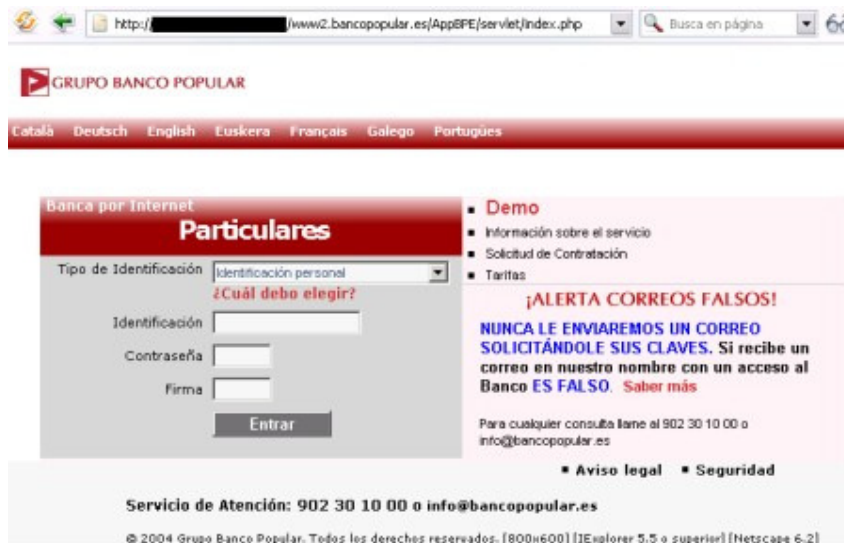 http:// /www2.bancopopular.es/AppBPE/servlet/index.php Busca en página
GRUPO BANCO POPULAR
Català Deutsch English Euskera Français Galego Portugües
Banca por Internet
Particulares
Tipo de Identificación Identificación personal
¿Cuál debo elegir?
Identificación
Contraseña
Firma
Entrar
Demo
Información sobre el servicio
Solicitud de Contratación
Tarifas
¡ALERTA CORREOS FALSOS!
NUNCA LE ENVIAREMOS UN CORREO
SOLICITÁNDOLE SUS CLAVES. Si recibe un
correo en nuestro nombre con un acceso al
Banco ES FALSO. Saber más
Para cualquier consulta llame al 902 30 10 00 o
info@bancopopular.es
Aviso legal Seguridad
Servicio de Atención: 902 30 10 00 o info@bancopopular.es
© 2004 Grupo Banco Popular. Todos los derechos reservados. [800x600] [IExplorer 5.5 o superior] [Netscape 6.2]